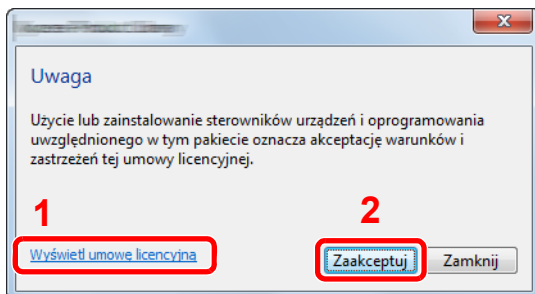 Uwaga
Użycie lub zainstalowanie sterowników urządzeń i oprogramowania
uwzględnionego w tym pakiecie oznacza akceptację warunków i
zastrzeżeń tej umowy licencyjnej.
1
2
Wyświetl umowę licencyjną
Zaakceptuj
Zamknij